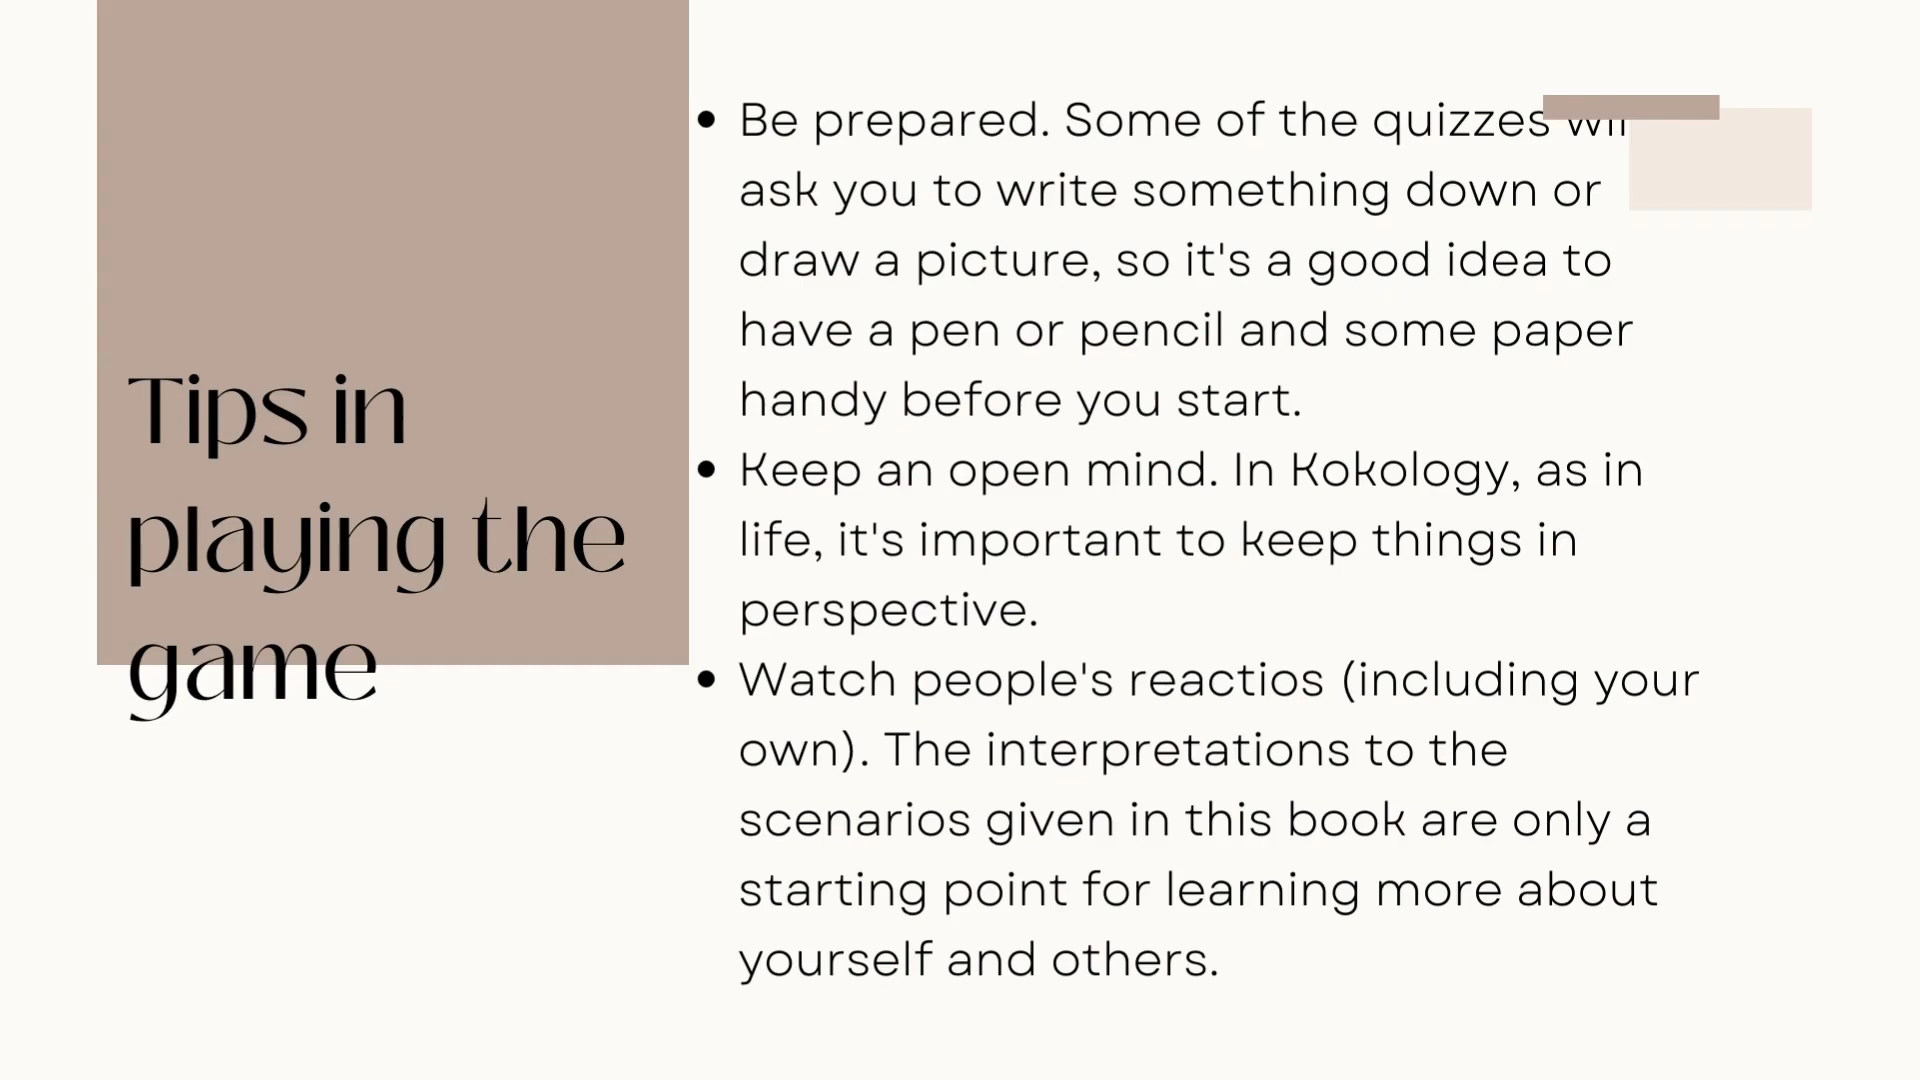 Tips in
playing the
game
Be prepared. Some of the quizzes will
ask you to write something down or
draw a picture, so it's a good idea to
have a pen or pencil and some paper
handy before you start.
Keep an open mind. In Kokology, as in
life, it's important to keep things in
perspective.
Watch people's reactios (including your
own). The interpretations to the
scenarios given in this book are only a
starting point for learning more about
yourself and others.